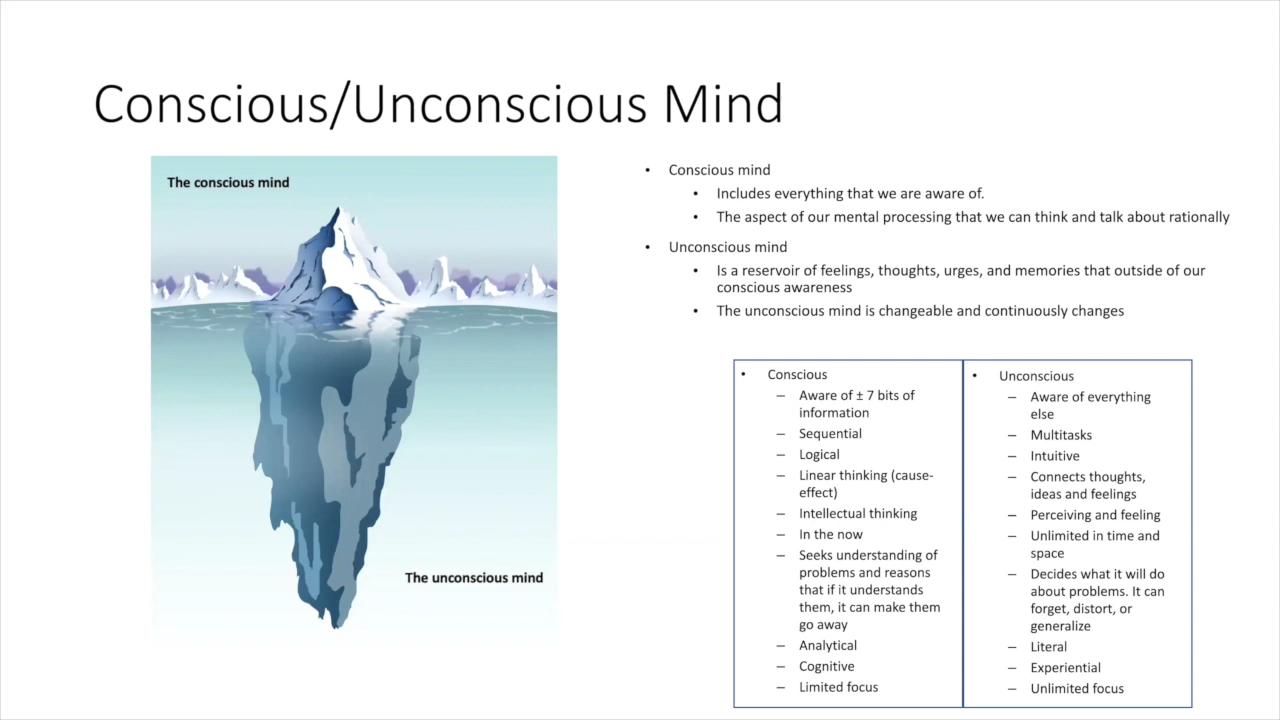 Conscious/Unconscious Mind
The conscious mind
The unconscious mind
• Conscious mind
• Includes everything that we are aware of.
• The aspect of our mental processing that we can think and talk about rationally
• Unconscious mind
• Is a reservoir of feelings, thoughts, urges, and memories that outside of our
conscious awareness
• The unconscious mind is changeable and continuously changes
• Conscious
– Aware of ± 7 bits of
information
– Sequential
– Logical
– Linear thinking (cause-
effect)
– Intellectual thinking
– In the now
– Seeks understanding of
problems and reasons
that if it understands
them, it can make them
go away
– Analytical
– Cognitive
– Limited focus
• Unconscious
– Aware of everything
else
– Multitasks
– Intuitive
– Connects thoughts,
ideas and feelings
– Perceiving and feeling
– Unlimited in time and
space
– Decides what it will do
about problems. It can
forget, distort, or
generalize
– Literal
– Experiential
– Unlimited focus